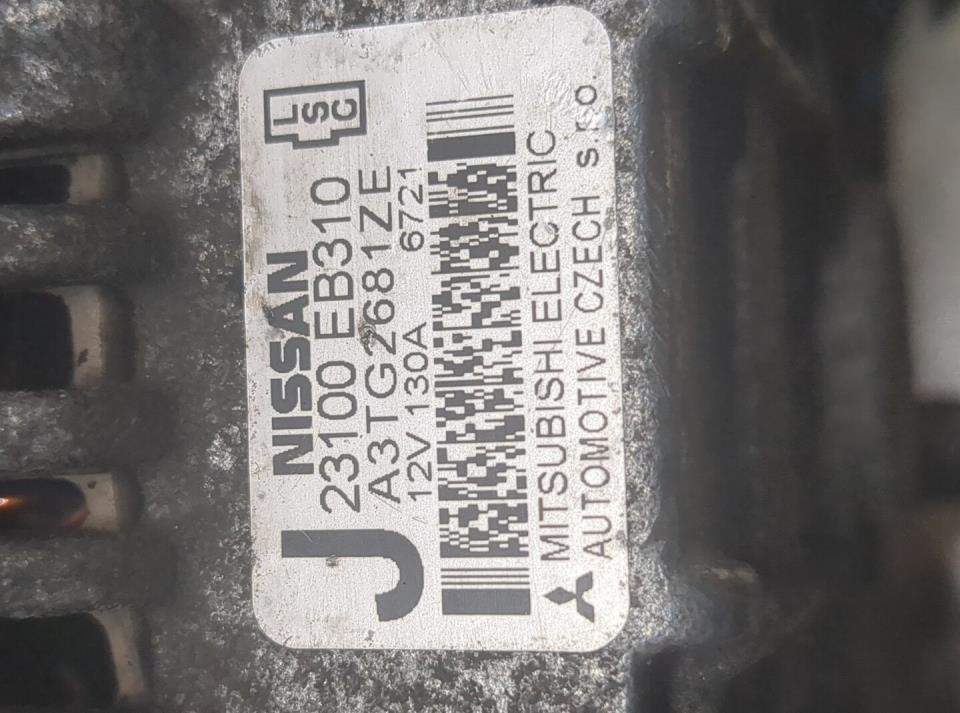 J
NISSAN
23100 EB310
A3TG2681ZE
12V 130A 6721
L S C
MITSUBISHI ELECTRIC
AUTOMOTIVE CZECH s.r.o.